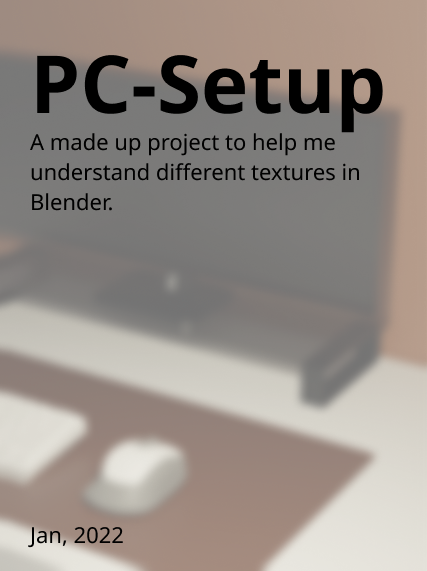 PC-Setup
A made up project to help me
understand different textures in
Blender.
Jan, 2022